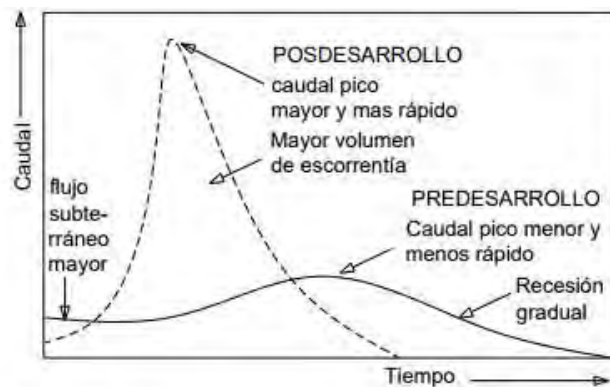 Caudal
POSDESARROLLO
caudal pico
mayor y mas rápido
Mayor volumen
de escorrentía
flujo
subte-
rráneo
mayor
PREDESARROLLO
Caudal pico menor y
menos rápido
Recesión
gradual
Tiempo